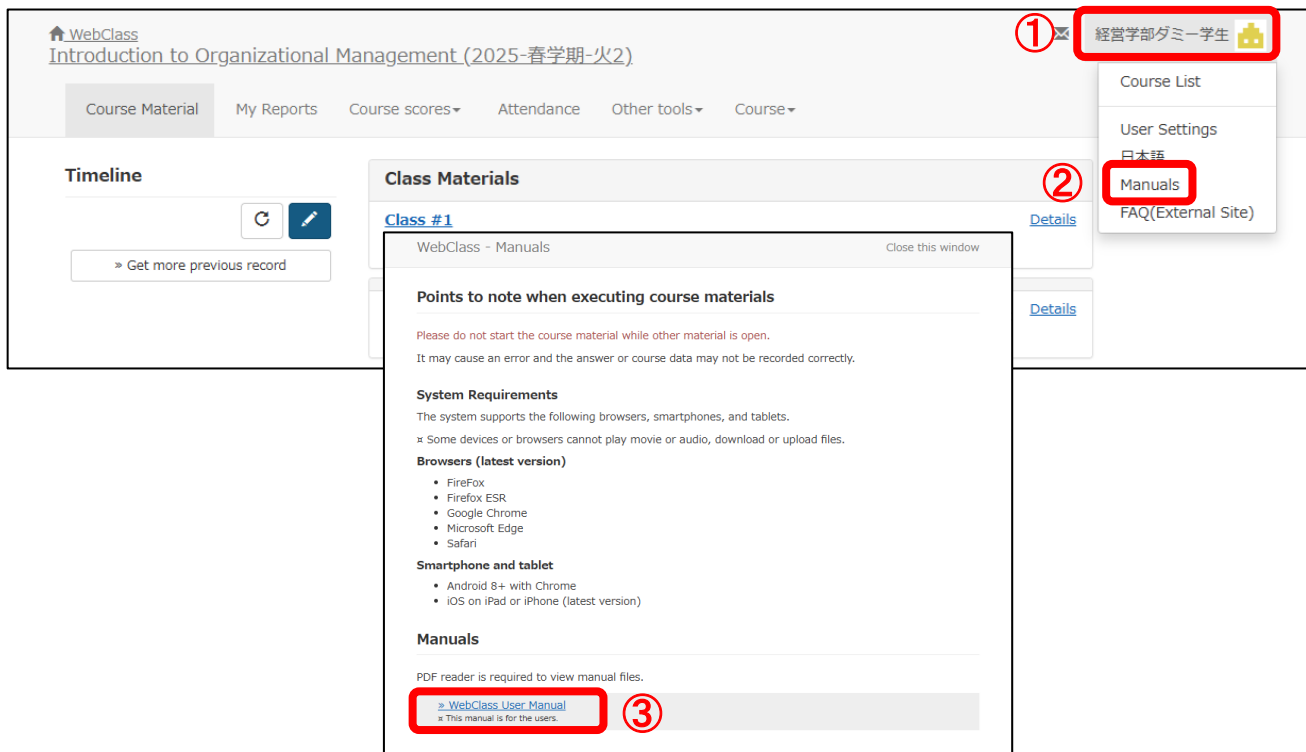 WebClass
Introduction to Organizational Management (2025-春学期-火2)
①
経営学部ダミー学生
Course Material
My Reports
Course scores
Attendance
Other tools
Course
Course List
User Settings
日本語
②
Manuals
FAQ(External Site)
Timeline
» Get more previous record
Class Materials
Class #1
Details
Details
WebClass - Manuals
Close this window
Points to note when executing course materials
Please do not start the course material while other material is open.
It may cause an error and the answer or course data may not be recorded correctly.
System Requirements
The system supports the following browsers, smartphones, and tablets.
¤ Some devices or browsers cannot play movie or audio, download or upload files.
Browsers (latest version)
• FireFox
• Firefox ESR
• Google Chrome
• Microsoft Edge
• Safari
Smartphone and tablet
• Android 8+ with Chrome
• iOS on iPad or iPhone (latest version)
Manuals
PDF reader is required to view manual files.
» WebClass User Manual
¤ This manual is for the users.
③